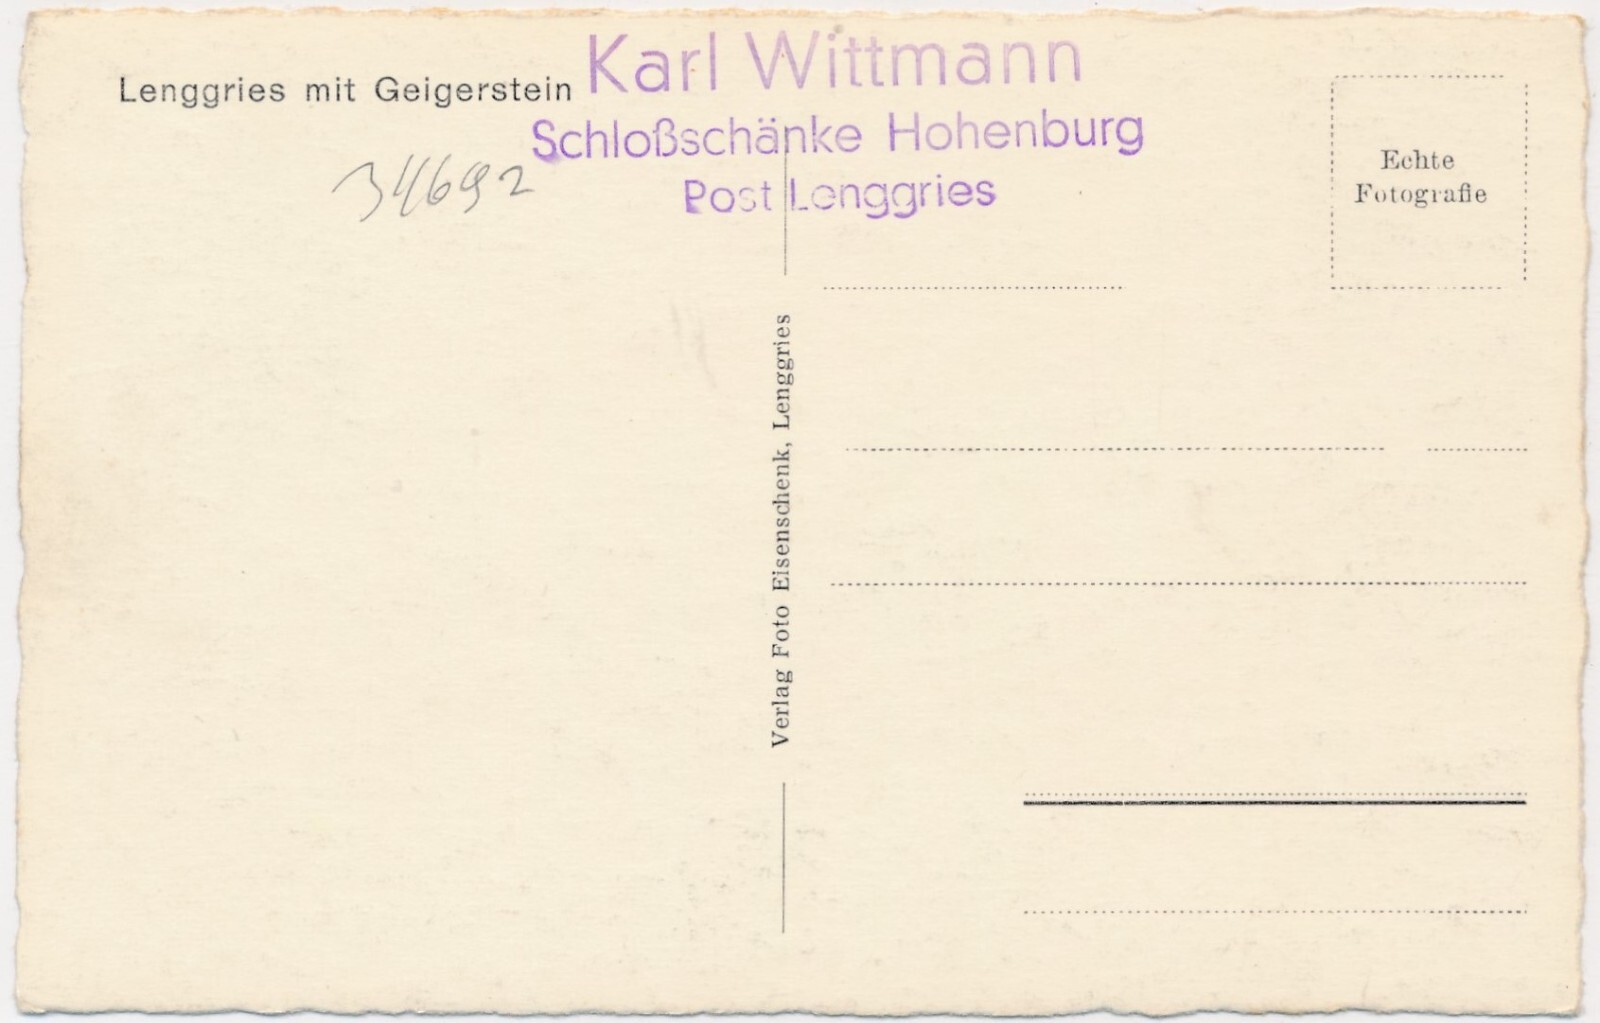 Lenggries mit Geigerstein
Karl Wittmann
Schloßschänke Hohenburg
Post Lenggries
34692
Echte
Fotografie
Verlag Foto Eisenschenk, Lenggries